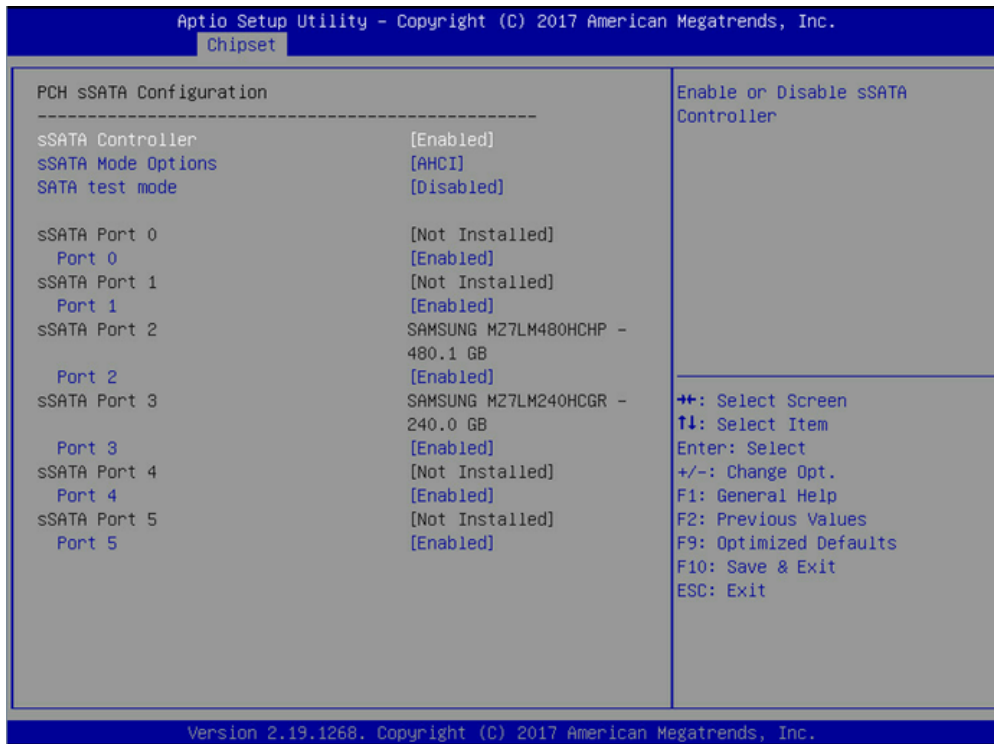 Aptio Setup Utility – Copyright (C) 2017 American Megatrends, Inc.
Chipset
PCH sSATA Configuration
--------------------------------------------------
sSATA Controller [Enabled]
sSATA Mode Options [AHCI]
SATA test mode [Disabled]
sSATA Port 0 [Not Installed]
Port 0 [Enabled]
sSATA Port 1 [Not Installed]
Port 1 [Enabled]
sSATA Port 2 SAMSUNG MZ7LM480HCHP –
480.1 GB
Port 2 [Enabled]
sSATA Port 3 SAMSUNG MZ7LM240HCGR –
240.0 GB
Port 3 [Enabled]
sSATA Port 4 [Not Installed]
Port 4 [Enabled]
sSATA Port 5 [Not Installed]
Port 5 [Enabled]
Enable or Disable sSATA
Controller
→←: Select Screen
↑↓: Select Item
Enter: Select
+/-: Change Opt.
F1: General Help
F2: Previous Values
F9: Optimized Defaults
F10: Save & Exit
ESC: Exit
Version 2.19.1268. Copyright (C) 2017 American Megatrends, Inc.